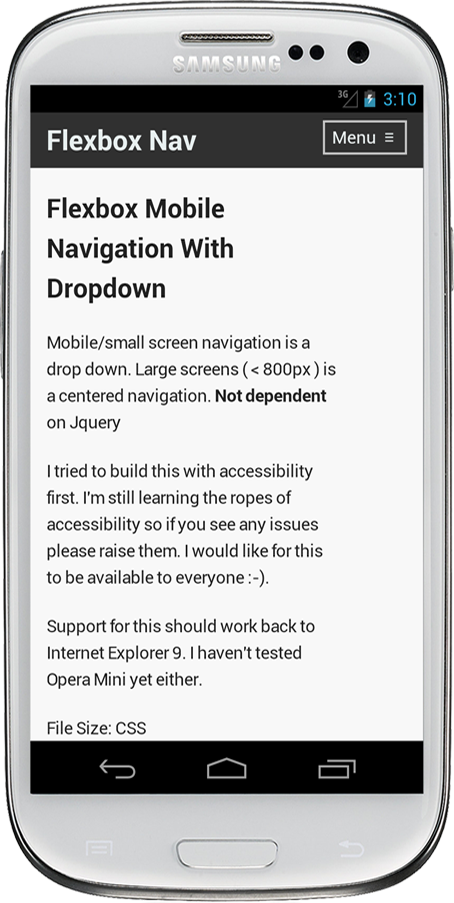 SAMSUNG
3G 3:10
Flexbox Nav Menu ≡
Flexbox Mobile
Navigation With
Dropdown
Mobile/small screen navigation is a
drop down. Large screens ( < 800px ) is
a centered navigation. Not dependent
on Jquery
I tried to build this with accessibility
first. I'm still learning the ropes of
accessibility so if you see any issues
please raise them. I would like for this
to be available to everyone :-).
Support for this should work back to
Internet Explorer 9. I haven't tested
Opera Mini yet either.
File Size: CSS